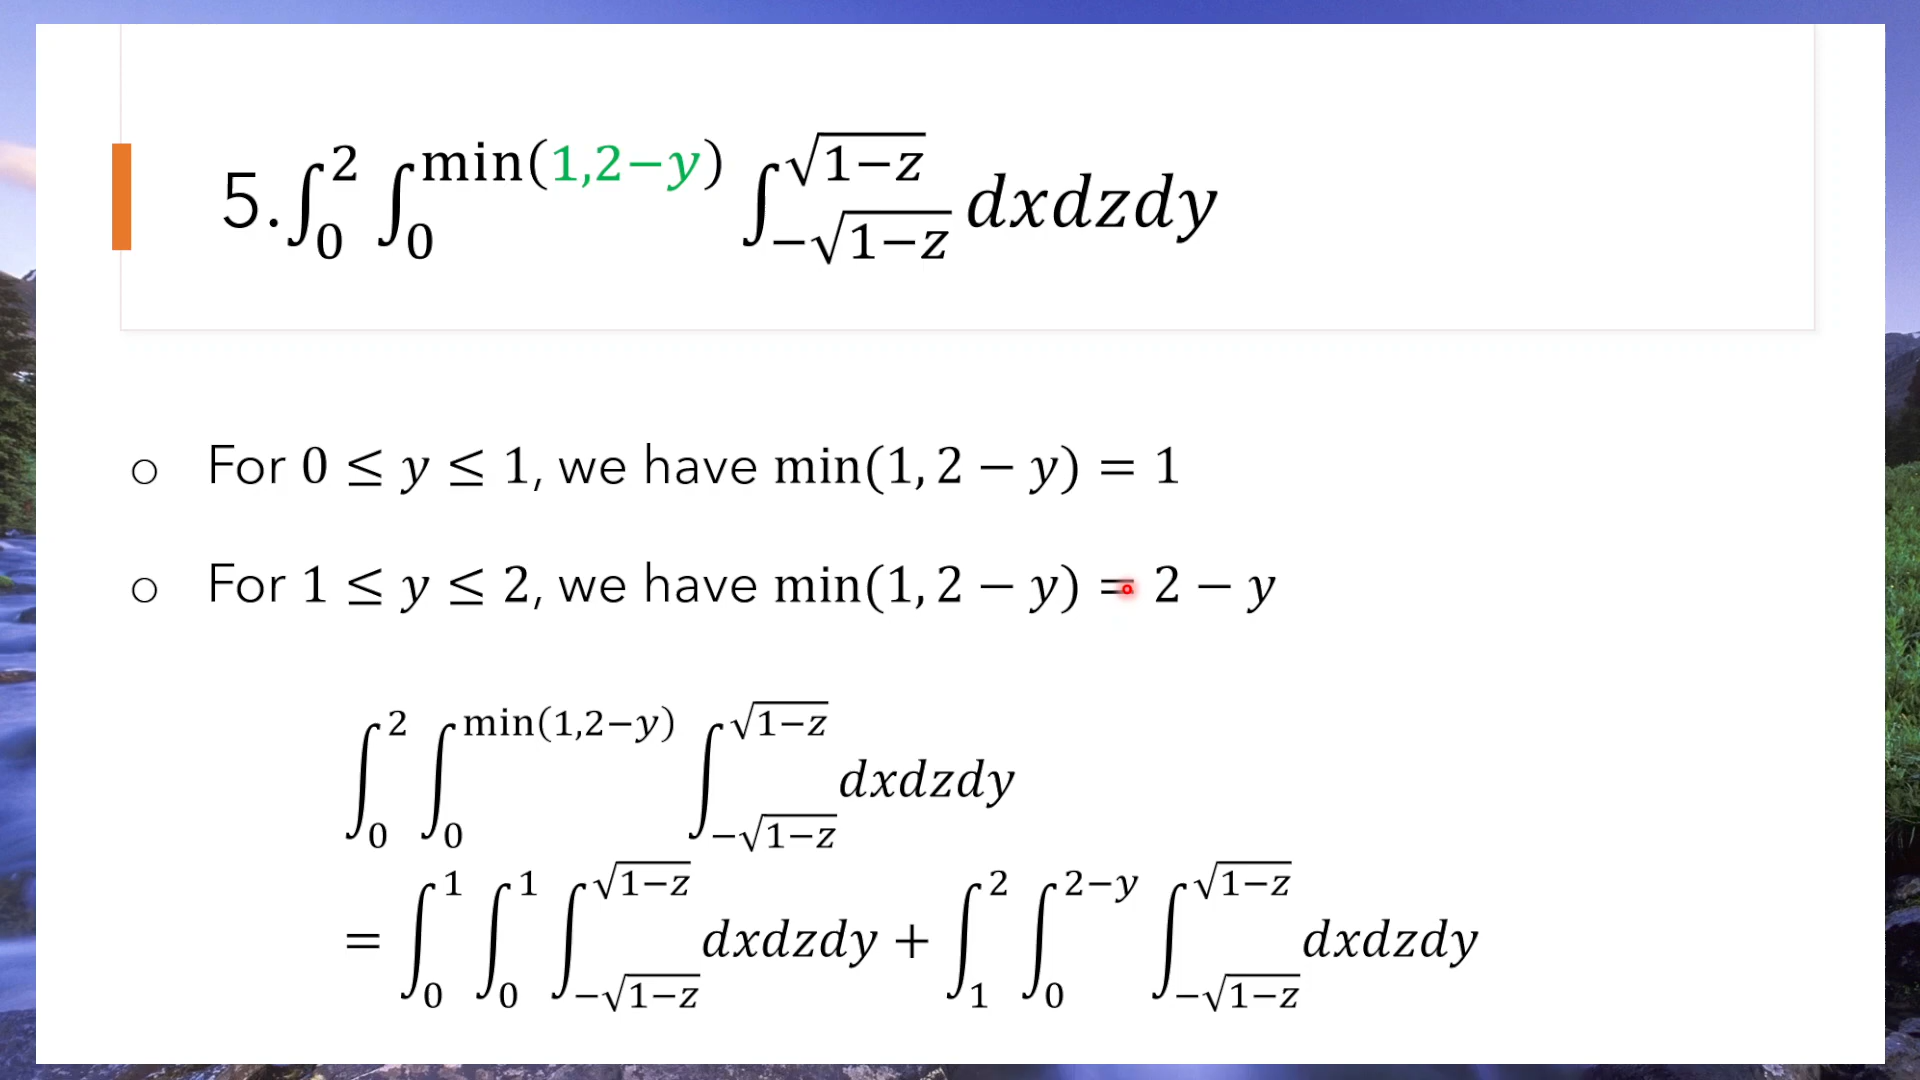 5. ∫₀² ∫₀^{min(1,2−y)} ∫_{−√(1−z)}^{√(1−z)} dxdzdy
○ For 0 ≤ y ≤ 1, we have min(1, 2 − y) = 1
○ For 1 ≤ y ≤ 2, we have min(1, 2 − y) = 2 − y
∫₀² ∫₀^{min(1,2−y)} ∫_{−√(1−z)}^{√(1−z)} dxdzdy
= ∫₀¹ ∫₀¹ ∫_{−√(1−z)}^{√(1−z)} dxdzdy + ∫₁² ∫₀^{2−y} ∫_{−√(1−z)}^{√(1−z)} dxdzdy